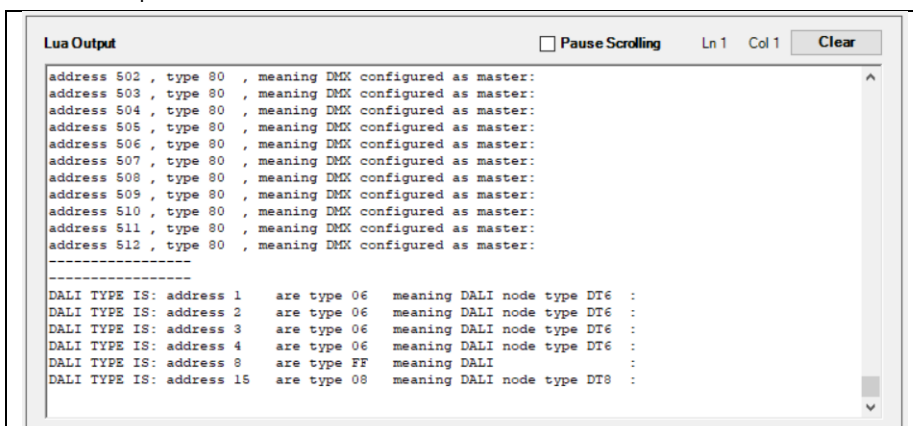 Lua Output Pause Scrolling Ln 1 Col 1 Clear
address 502 , type 80  , meaning DMX configured as master:
address 503 , type 80  , meaning DMX configured as master:
address 504 , type 80  , meaning DMX configured as master:
address 505 , type 80  , meaning DMX configured as master:
address 506 , type 80  , meaning DMX configured as master:
address 507 , type 80  , meaning DMX configured as master:
address 508 , type 80  , meaning DMX configured as master:
address 509 , type 80  , meaning DMX configured as master:
address 510 , type 80  , meaning DMX configured as master:
address 511 , type 80  , meaning DMX configured as master:
address 512 , type 80  , meaning DMX configured as master:
-----------------
-----------------
DALI TYPE IS: address 1    are type 06   meaning DALI node type DT6  :
DALI TYPE IS: address 2    are type 06   meaning DALI node type DT6  :
DALI TYPE IS: address 3    are type 06   meaning DALI node type DT6  :
DALI TYPE IS: address 4    are type 06   meaning DALI node type DT6  :
DALI TYPE IS: address 8    are type FF   meaning DALI                :
DALI TYPE IS: address 15   are type 08   meaning DALI node type DT8  :